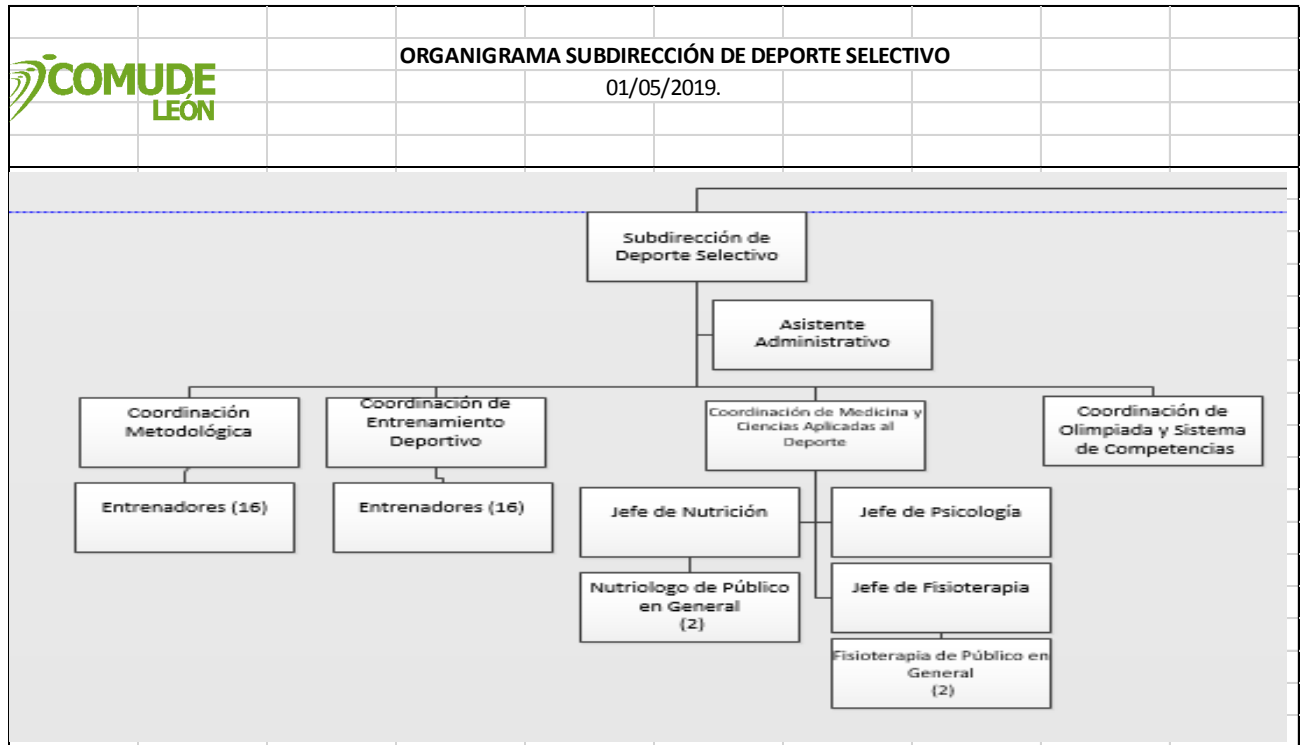 COMUDE
LEÓN
ORGANIGRAMA SUBDIRECCIÓN DE DEPORTE SELECTIVO
01/05/2019.
Subdirección de
Deporte Selectivo
Asistente
Administrativo
Coordinación
Metodológica
Coordinación de
Entrenamiento
Deportivo
Coordinación de Medicina y
Ciencias Aplicadas al
Deporte
Coordinación de
Olimpiada y Sistema
de Competencias
Entrenadores (16)
Entrenadores (16)
Jefe de Nutrición
Jefe de Psicología
Nutriologo de Público
en General
(2)
Jefe de Fisioterapia
Fisioterapia de Público en
General
(2)